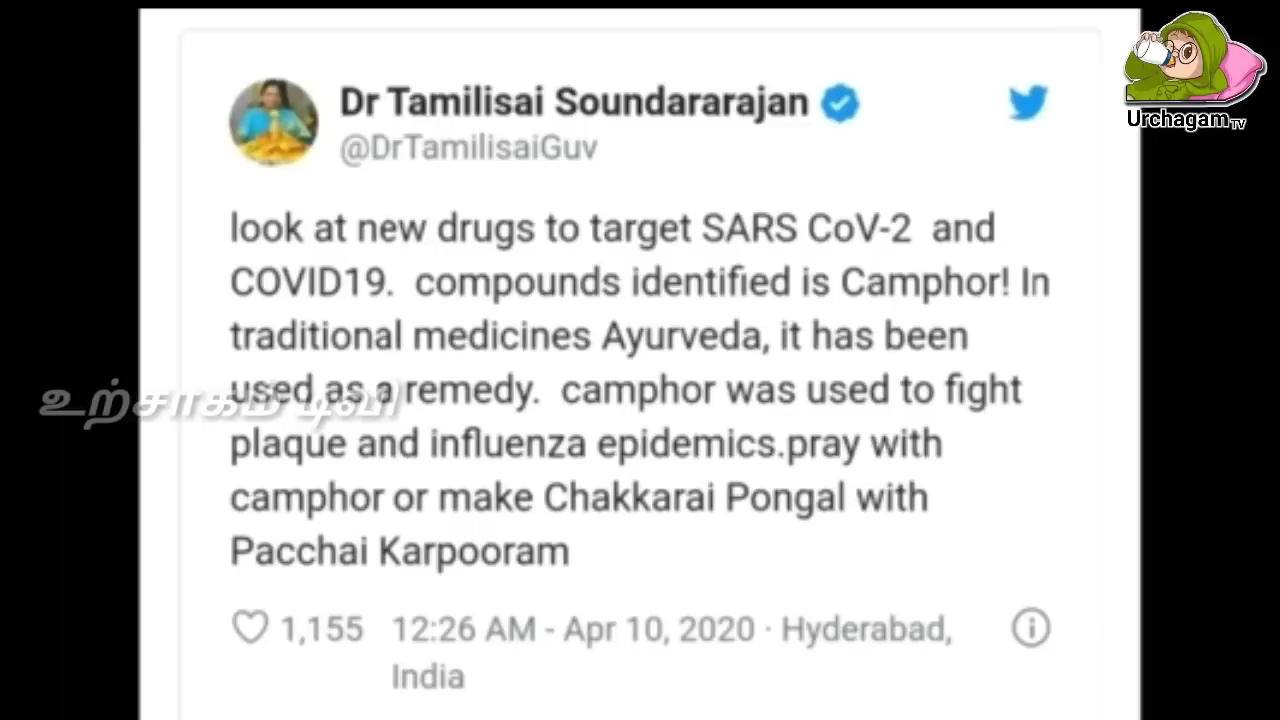 Dr Tamilisai Soundararajan
@DrTamilisaiGuv
Urchagam TV
look at new drugs to target SARS CoV-2 and
COVID19. compounds identified is Camphor! In
traditional medicines Ayurveda, it has been
used as a remedy. camphor was used to fight
உற்சாகம் டிவி
plaque and influenza epidemics.pray with
camphor or make Chakkarai Pongal with
Pacchai Karpooram
1,155 12:26 AM - Apr 10, 2020 · Hyderabad,
India